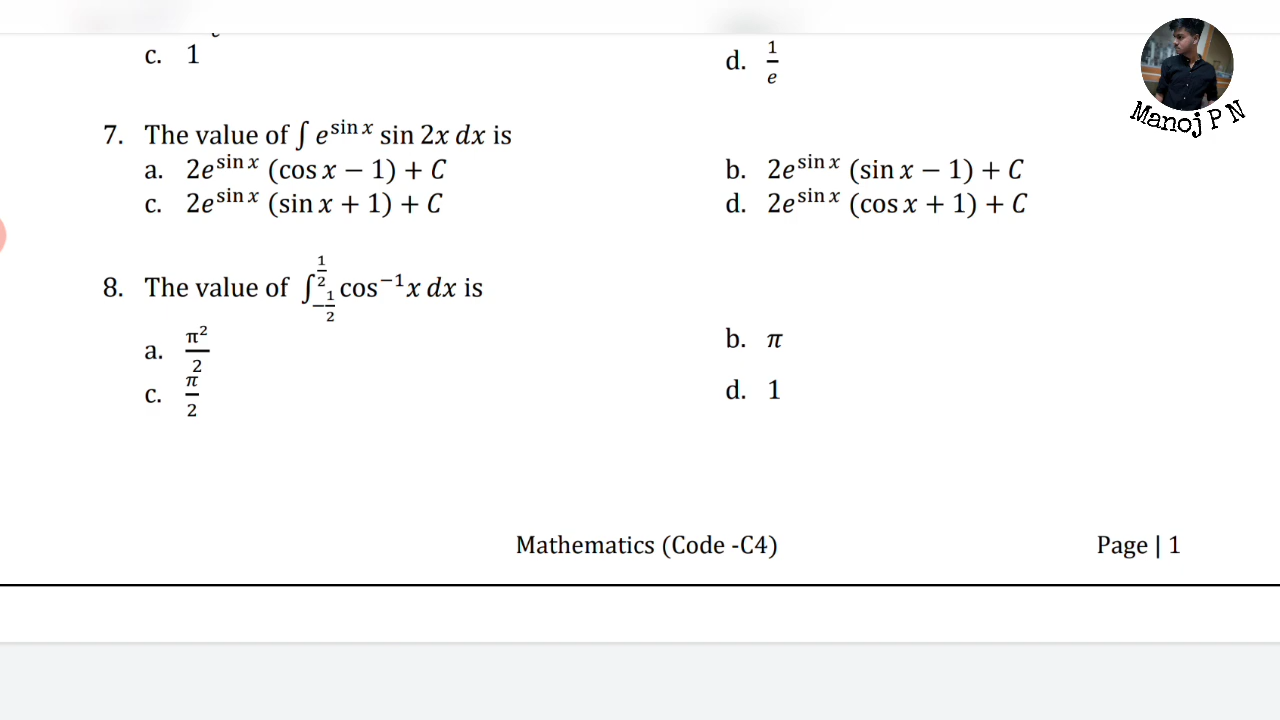 c. 1
d. 1/e
Manoj P N
7. The value of ∫ e^(sin x) sin 2x dx is
a. 2e^(sin x) (cos x − 1) + C
b. 2e^(sin x) (sin x − 1) + C
c. 2e^(sin x) (sin x + 1) + C
d. 2e^(sin x) (cos x + 1) + C
8. The value of ∫_(−1/2)^(1/2) cos⁻¹x dx is
a. π²/2
b. π
c. π/2
d. 1
Mathematics (Code -C4)
Page | 1